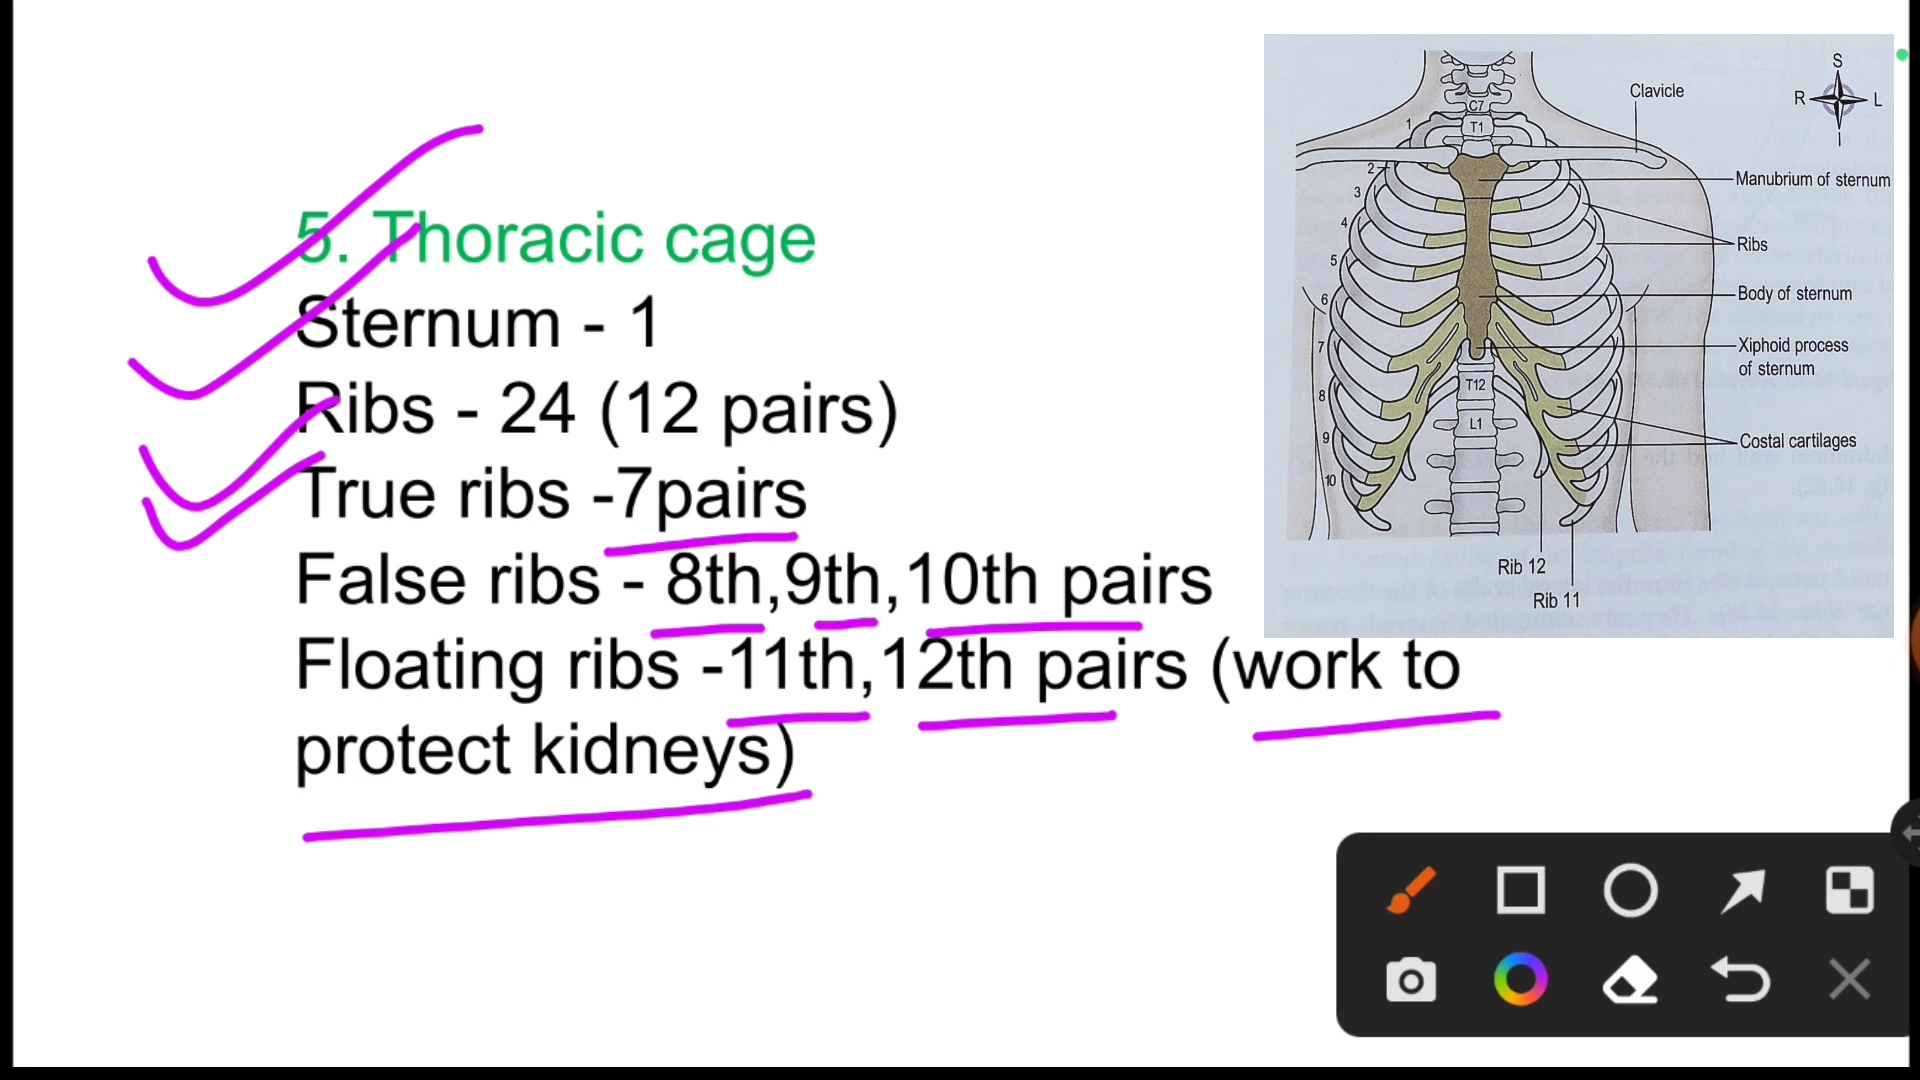 5. Thoracic cage
Sternum - 1
Ribs - 24 (12 pairs)
True ribs -7pairs
False ribs - 8th,9th,10th pairs
Floating ribs -11th,12th pairs (work to
protect kidneys)
S
R
L
I
Clavicle
C7
T1
1
2
3
4
5
6
7
8
9
10
Manubrium of sternum
Ribs
Body of sternum
Xiphoid process
of sternum
T12
L1
Costal cartilages
Rib 12
Rib 11